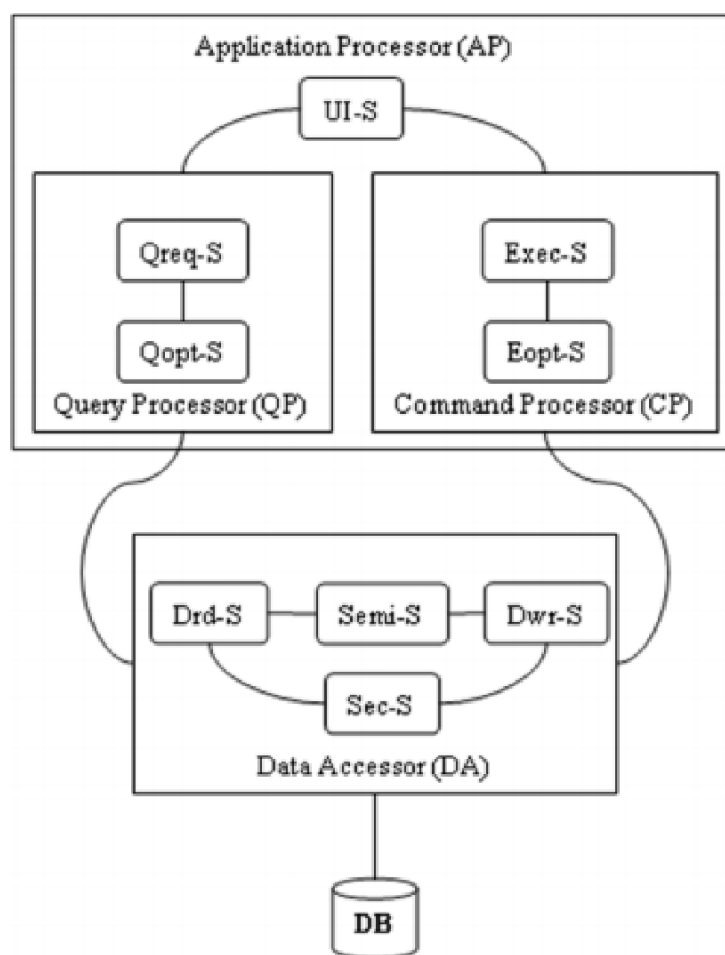 Application Processor (AP)
UI-S
Qreq-S
Qopt-S
Query Processor (QP)
Exec-S
Eopt-S
Command Processor (CP)
Drd-S
Semi-S
Dwr-S
Sec-S
Data Accessor (DA)
DB